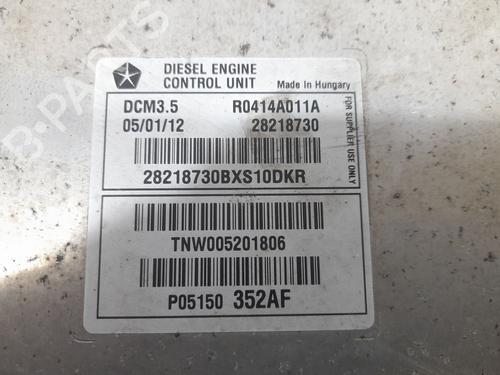 DIESEL ENGINE
CONTROL UNIT
Made in Hungary
DCM3.5 R0414A011A
05/01/12 28218730
28218730BXS10DKR
FOR SUPPLIER USE ONLY
TNW005201806
P05150 352AF
B-PARTS